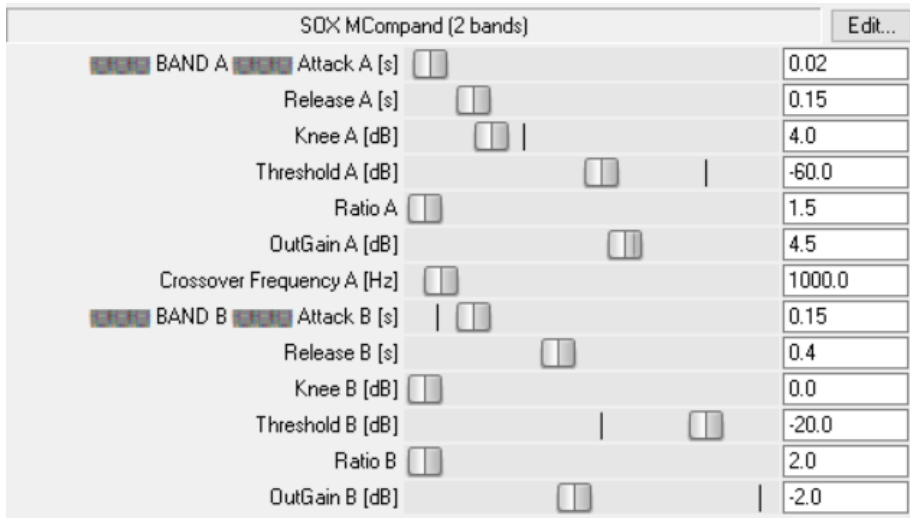 SOX MCompand (2 bands) Edit...
BAND A Attack A [s] 0.02
Release A [s] 0.15
Knee A [dB] 4.0
Threshold A [dB] -60.0
Ratio A 1.5
OutGain A [dB] 4.5
Crossover Frequency A [Hz] 1000.0
BAND B Attack B [s] 0.15
Release B [s] 0.4
Knee B [dB] 0.0
Threshold B [dB] -20.0
Ratio B 2.0
OutGain B [dB] -2.0